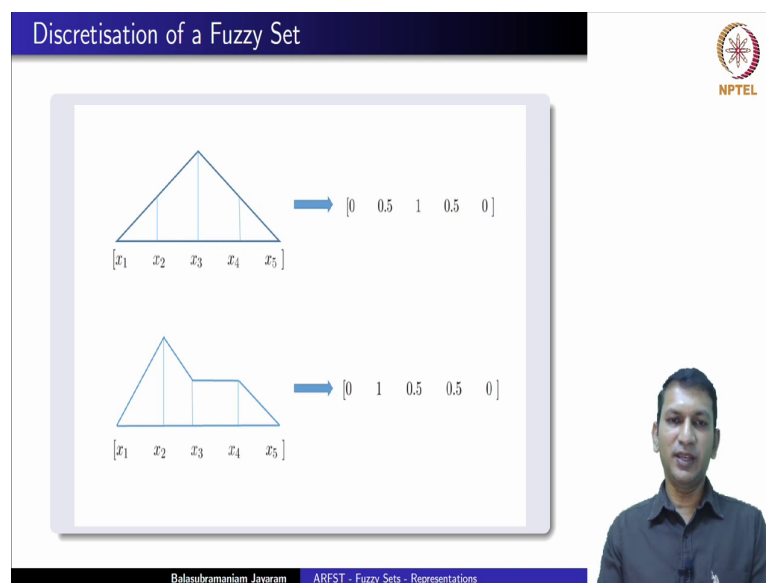 Discretisation of a Fuzzy Set
NPTEL
[0 0.5 1 0.5 0]
[x₁ x₂ x₃ x₄ x₅]
[0 1 0.5 0.5 0]
[x₁ x₂ x₃ x₄ x₅]
Balasubramaniam Jayaram ARFST - Fuzzy Sets - Representations